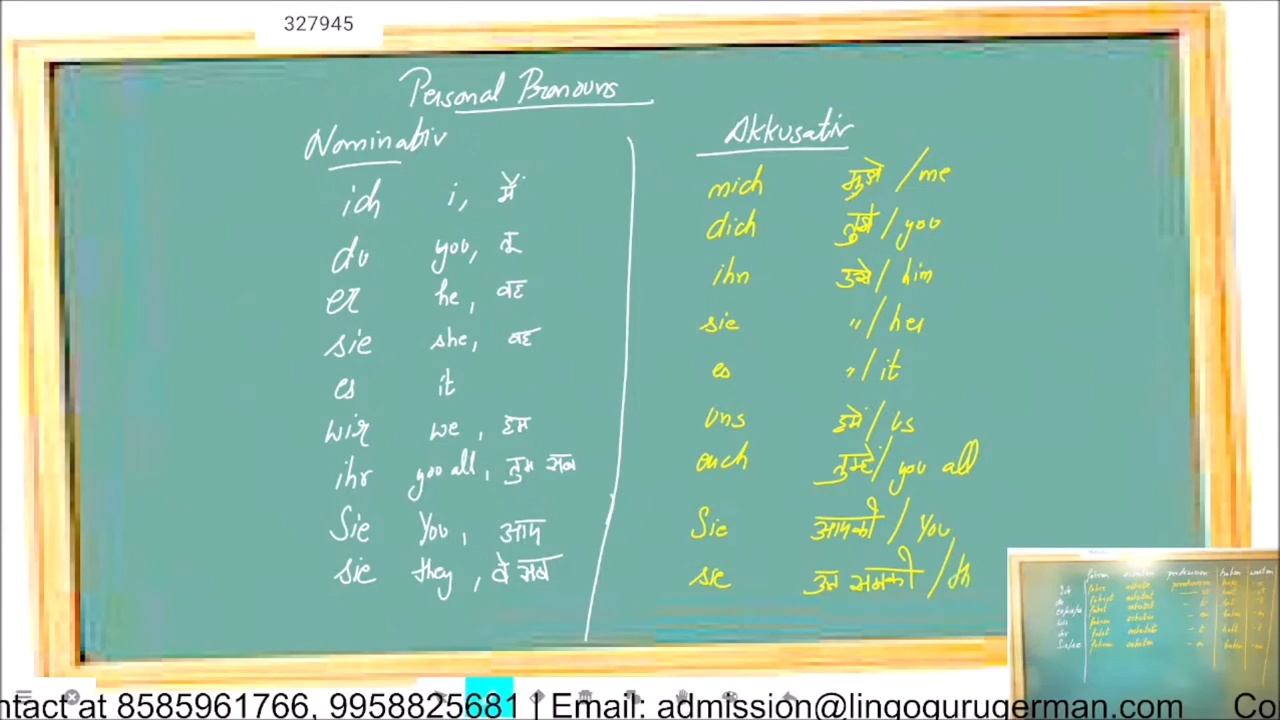 327945
Personal Pronouns
Nominativ
Akkusativ
ich i, मैं
mich मुझे / me
du you, तू
dich तुझे / you
er he, वह
ihn उसे / him
sie she, वह
sie " / her
es it
es " / it
wir we, हम
uns हमें / us
ihr you all, तुम सब
euch तुम्हें / you all
Sie You, आप
Sie आपको / You
sie they, वे सब
sie उन सबको / th
ntact at 8585961766, 9958825681 | Email: admission@lingogurugerman.com Co